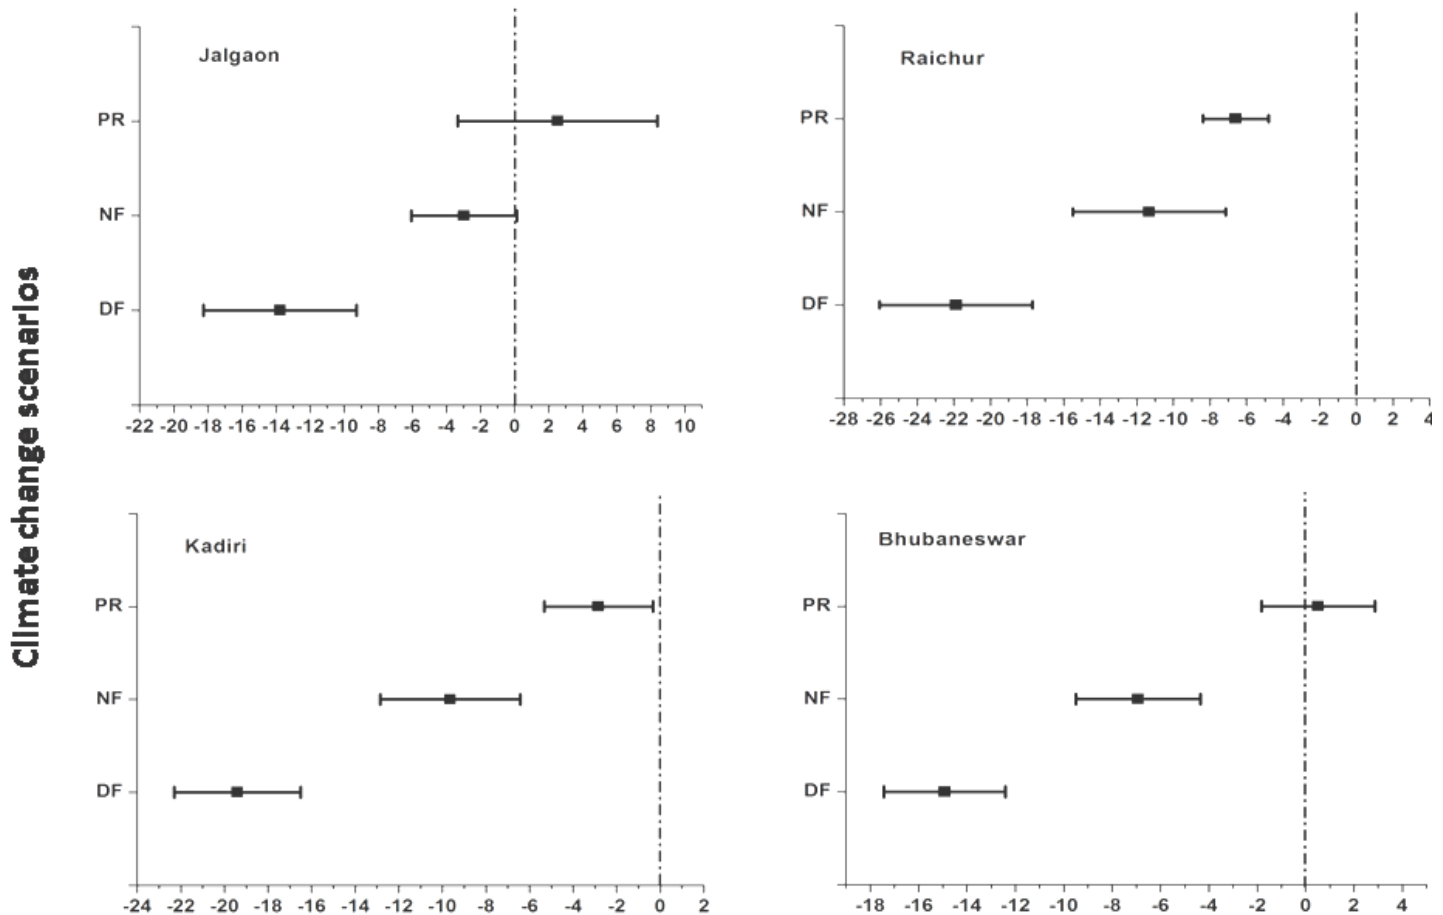 Climate change scenarios
Jalgaon
PR
NF
DF
-22 -20 -18 -16 -14 -12 -10 -8 -6 -4 -2 0 2 4 6 8 10
Raichur
PR
NF
DF
-28 -26 -24 -22 -20 -18 -16 -14 -12 -10 -8 -6 -4 -2 0 2 4
Kadiri
PR
NF
DF
-24 -22 -20 -18 -16 -14 -12 -10 -8 -6 -4 -2 0 2
Bhubaneswar
PR
NF
DF
-18 -16 -14 -12 -10 -8 -6 -4 -2 0 2 4